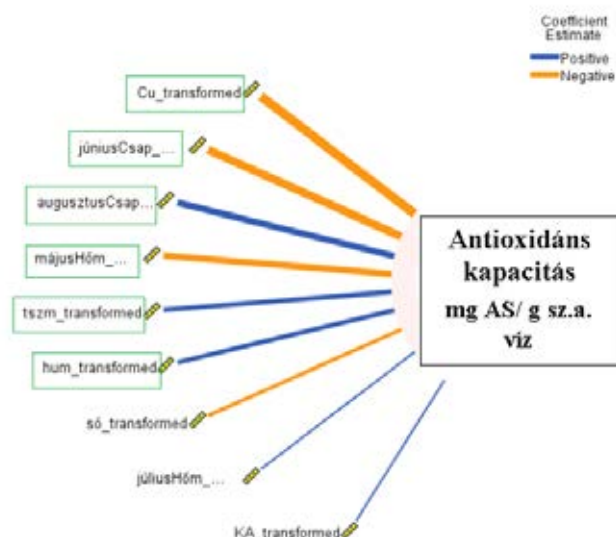 Coefficient
Estimate
Positive
Negative
Cu_transformed
júniusCsap_...
augusztusCsap...
májusHőm_...
tszm_transformed
hum_transformed
só_transformed
júliusHőm_...
KA_transformed
Antioxidáns
kapacitás
mg AS/ g sz.a.
víz